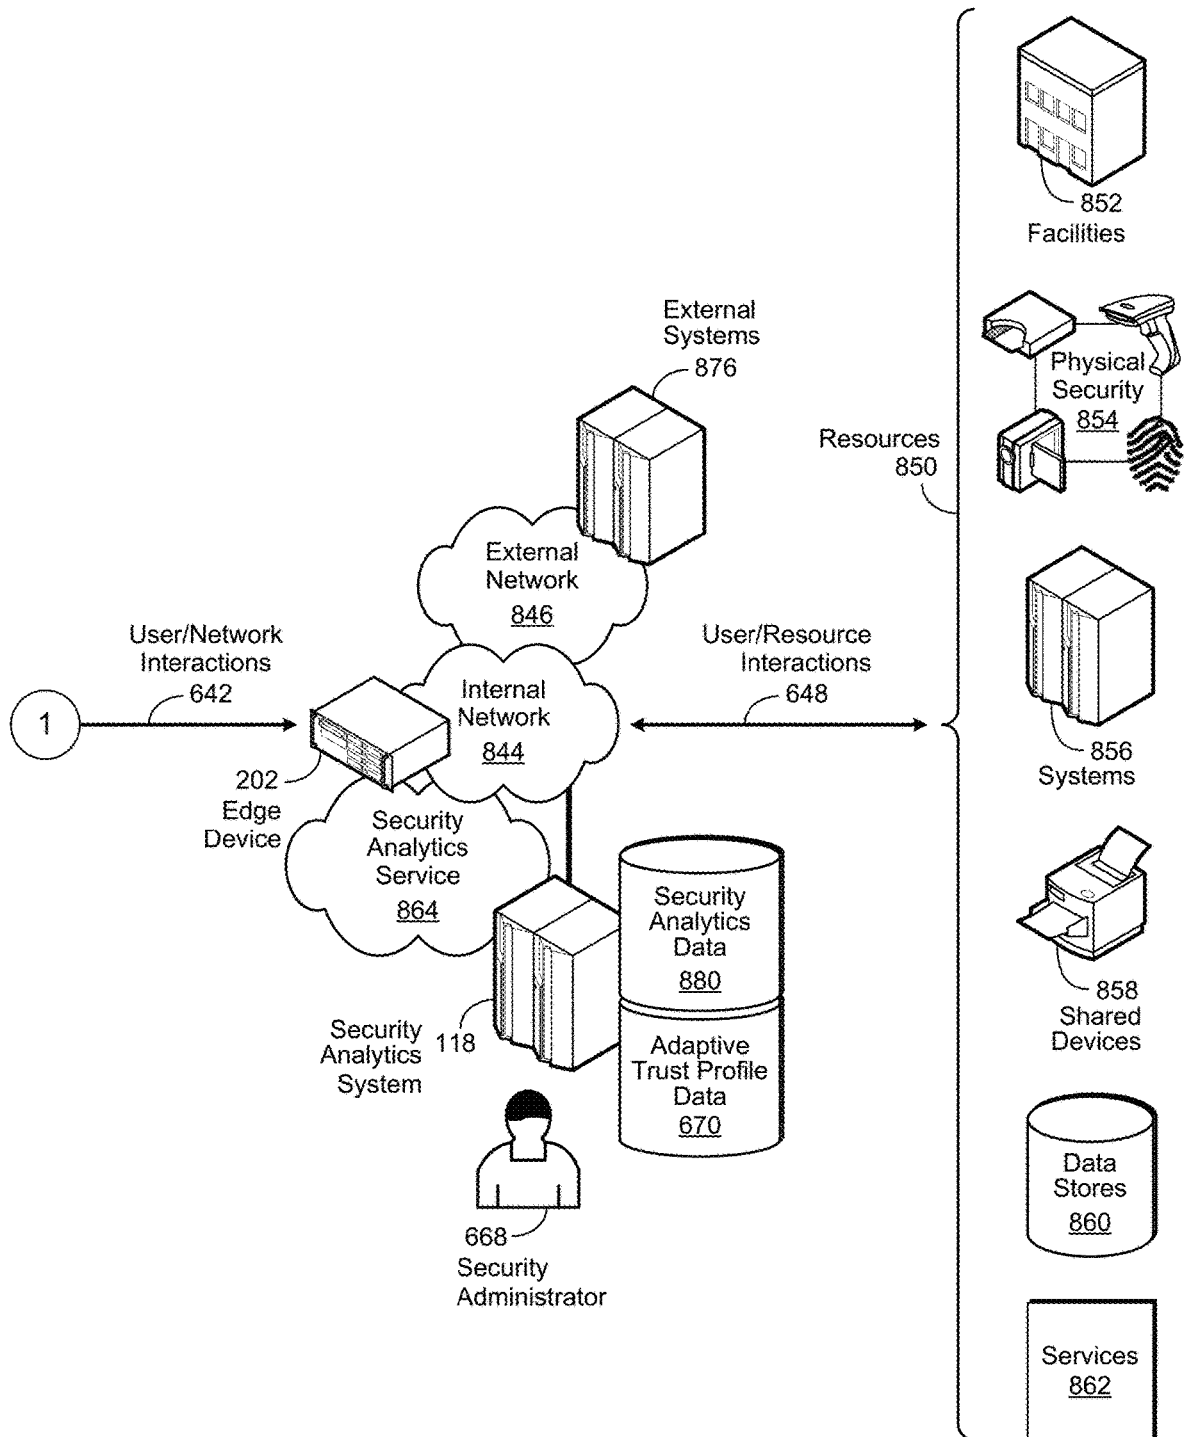 852
Facilities
External
Systems
876
Physical
Security
854
Resources
850
External
Network
846
User/Network
Interactions
642
User/Resource
Interactions
648
1
Internal
Network
844
202
Edge
Device
856
Systems
Security
Analytics
Service
864
Security
Analytics
Data
880
858
Shared
Devices
Security
Analytics
System
118
Adaptive
Trust Profile
Data
670
Data
Stores
860
668
Security
Administrator
Services
862